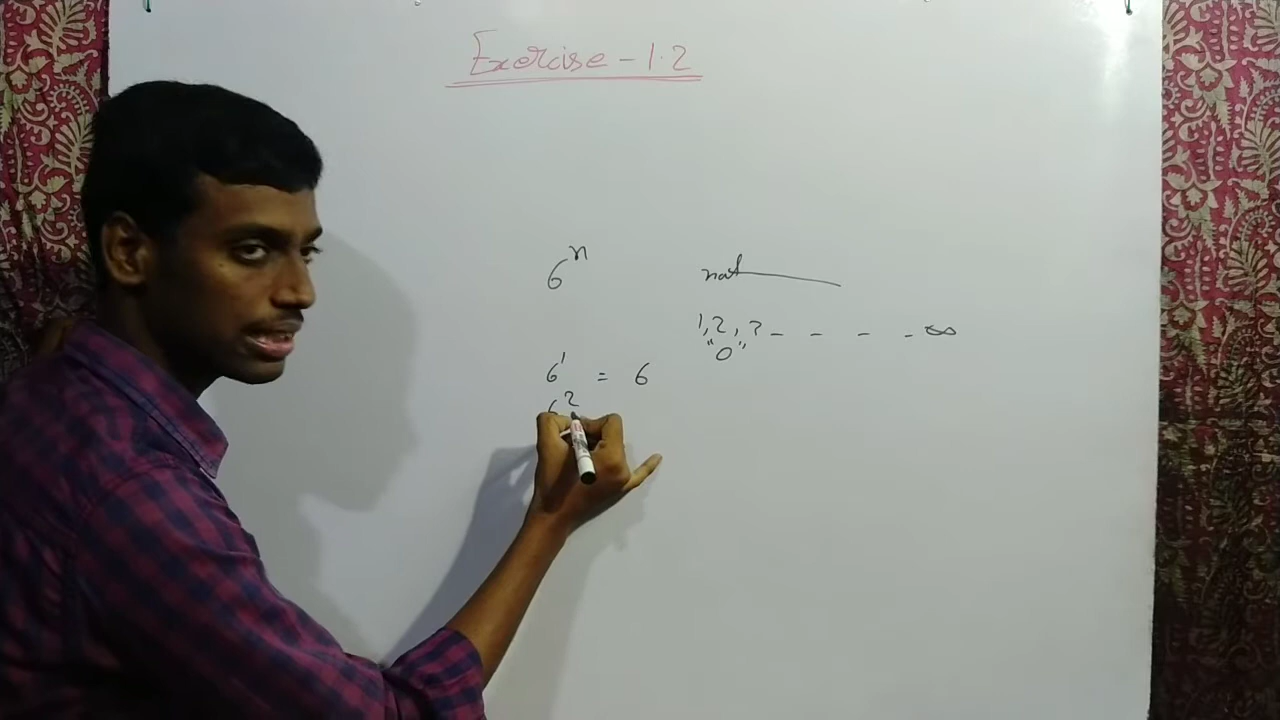 Exercise - 1.2
6ⁿ nat
1, 2, 3 - - - - ∞
"0"
6¹ = 6
6²